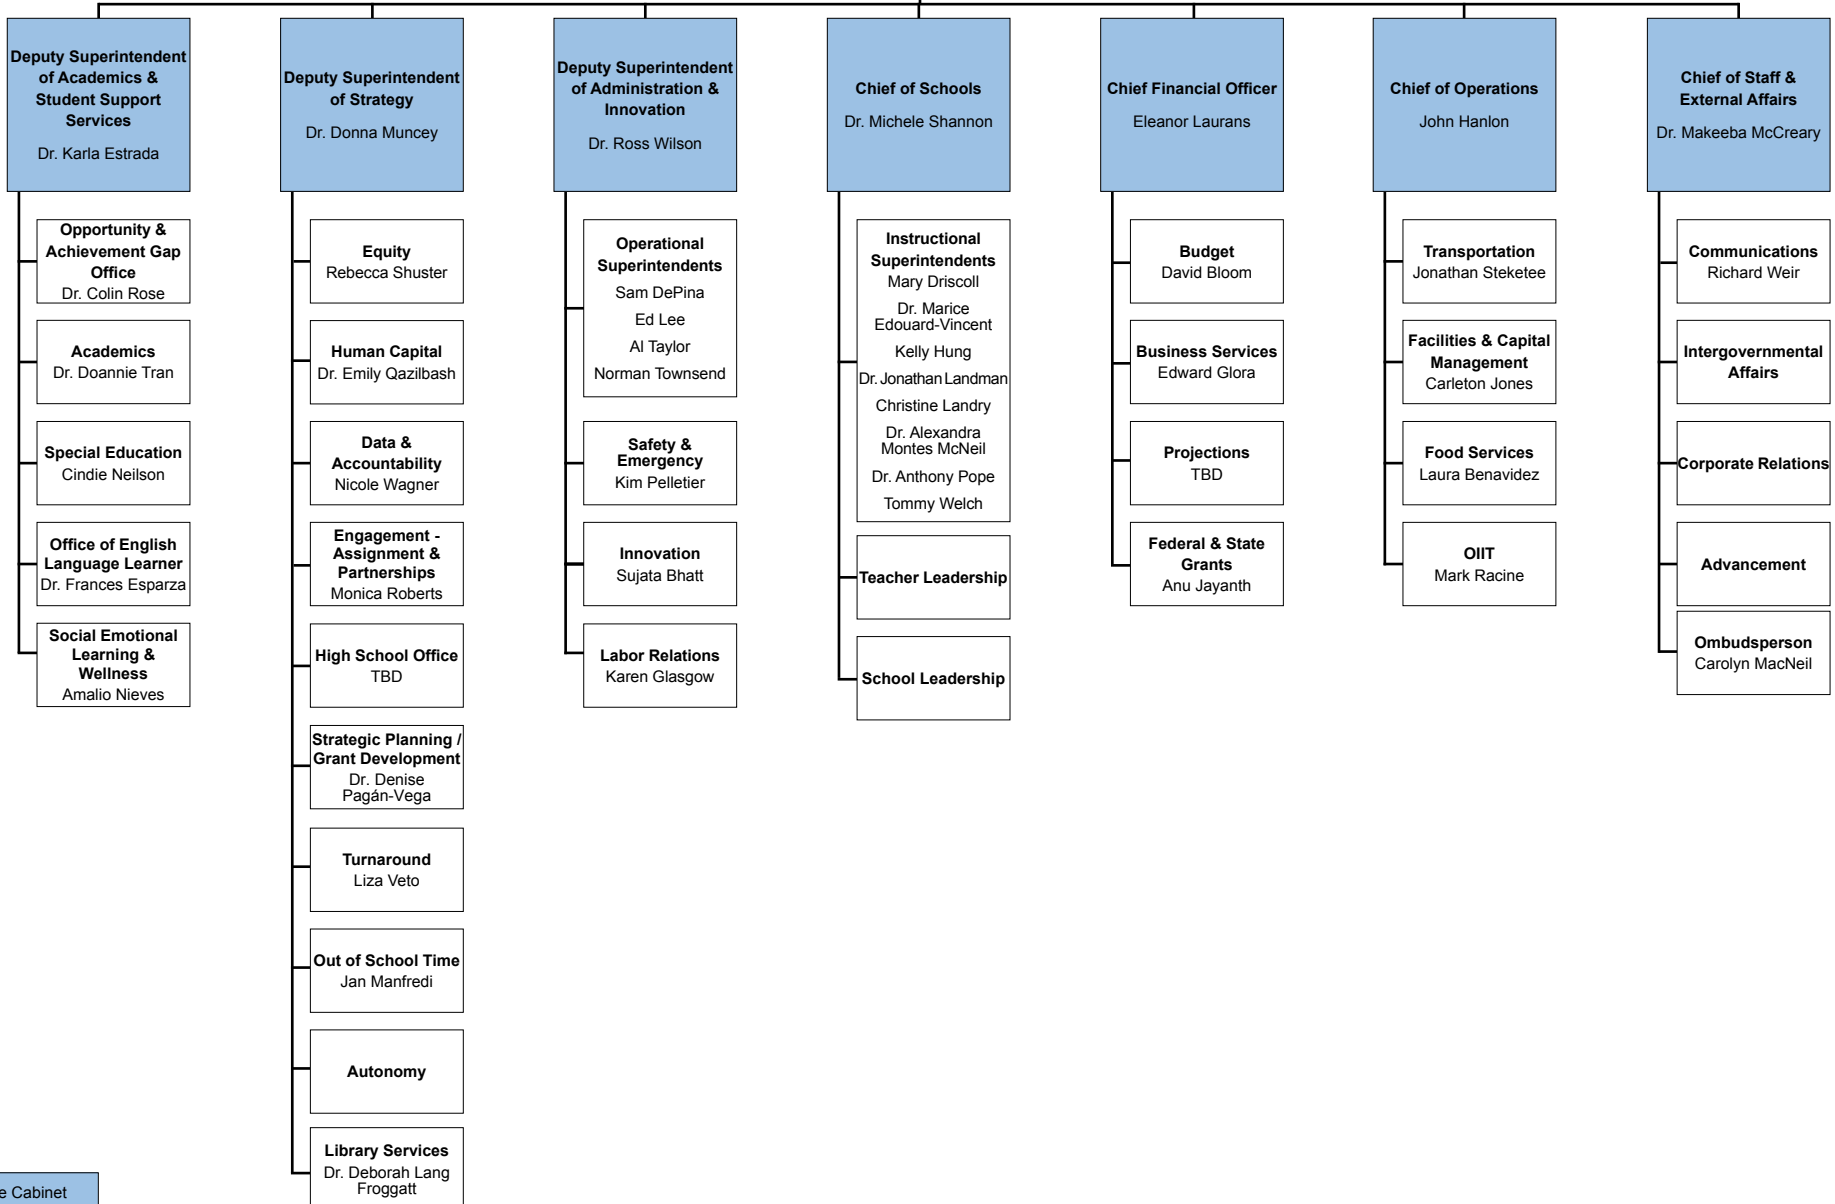 Deputy Superintendent
of Academics &
Student Support
Services
Dr. Karla Estrada
Opportunity &
Achievement Gap
Office
Dr. Colin Rose
Academics
Dr. Doannie Tran
Special Education
Cindie Neilson
Office of English
Language Learner
Dr. Frances Esparza
Social Emotional
Learning &
Wellness
Amalio Nieves
Deputy Superintendent
of Strategy
Dr. Donna Muncey
Equity
Rebecca Shuster
Human Capital
Dr. Emily Qazilbash
Data &
Accountability
Nicole Wagner
Engagement -
Assignment &
Partnerships
Monica Roberts
High School Office
TBD
Strategic Planning /
Grant Development
Dr. Denise
Pagán-Vega
Turnaround
Liza Veto
Out of School Time
Jan Manfredi
Autonomy
Library Services
Dr. Deborah Lang
Froggatt
Deputy Superintendent
of Administration &
Innovation
Dr. Ross Wilson
Operational
Superintendents
Sam DePina
Ed Lee
Al Taylor
Norman Townsend
Safety &
Emergency
Kim Pelletier
Innovation
Sujata Bhatt
Labor Relations
Karen Glasgow
Chief of Schools
Dr. Michele Shannon
Instructional
Superintendents
Mary Driscoll
Dr. Marice
Edouard-Vincent
Kelly Hung
Dr. Jonathan Landman
Christine Landry
Dr. Alexandra
Montes McNeil
Dr. Anthony Pope
Tommy Welch
Teacher Leadership
School Leadership
Chief Financial Officer
Eleanor Laurans
Budget
David Bloom
Business Services
Edward Glora
Projections
TBD
Federal & State
Grants
Anu Jayanth
Chief of Operations
John Hanlon
Transportation
Jonathan Steketee
Facilities & Capital
Management
Carleton Jones
Food Services
Laura Benavidez
OIIT
Mark Racine
Chief of Staff &
External Affairs
Dr. Makeeba McCreary
Communications
Richard Weir
Intergovernmental
Affairs
Corporate Relations
Advancement
Ombudsperson
Carolyn MacNeil
Cabinet